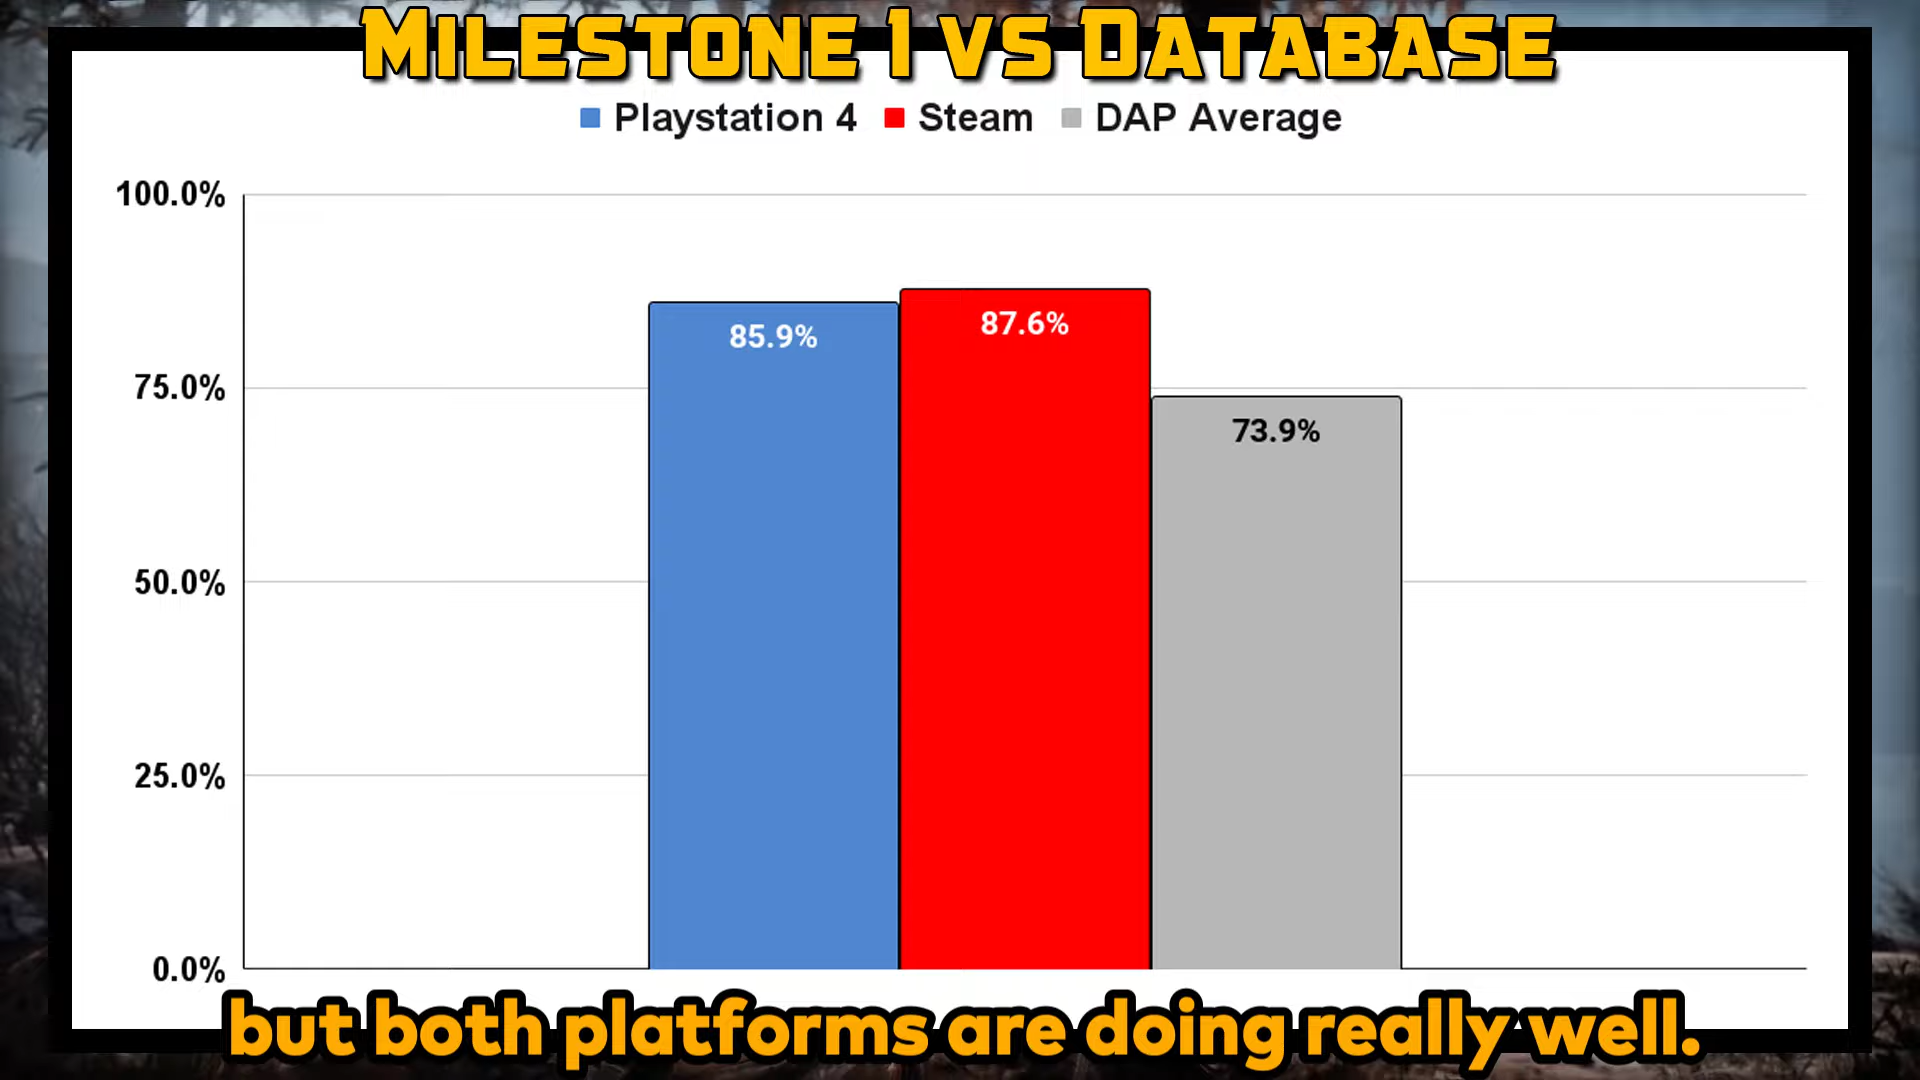 Milestone 1 vs Database
Playstation 4 Steam DAP Average
100.0%
75.0%
50.0%
25.0%
0.0%
85.9%
87.6%
73.9%
but both platforms are doing really well.